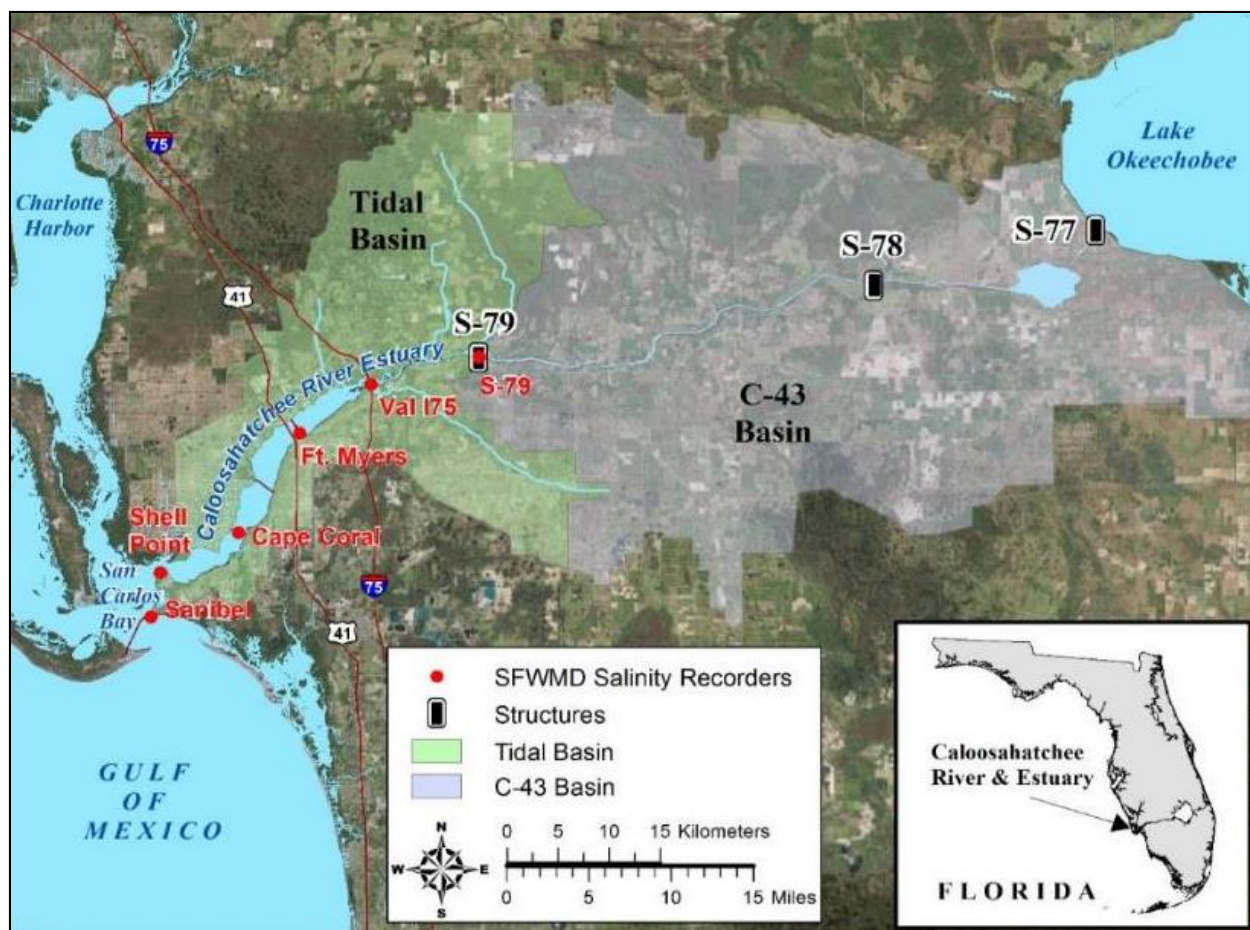 75
Lake
Okeechobee
Charlotte
Harbor
Tidal
Basin
S-77
S-78
41
S-79
S-79
Caloosahatchee River Estuary
Val I75
C-43
Basin
Ft. Myers
Shell
Point
Cape Coral
San
Carlos
Bay
Sanibel
75
41
SFWMD Salinity Recorders
Structures
Tidal Basin
C-43 Basin
GULF
OF
MEXICO
N
W E
S
0 5 10 15 Kilometers
0 5 10 15 Miles
Caloosahatchee
River & Estuary
FLORIDA